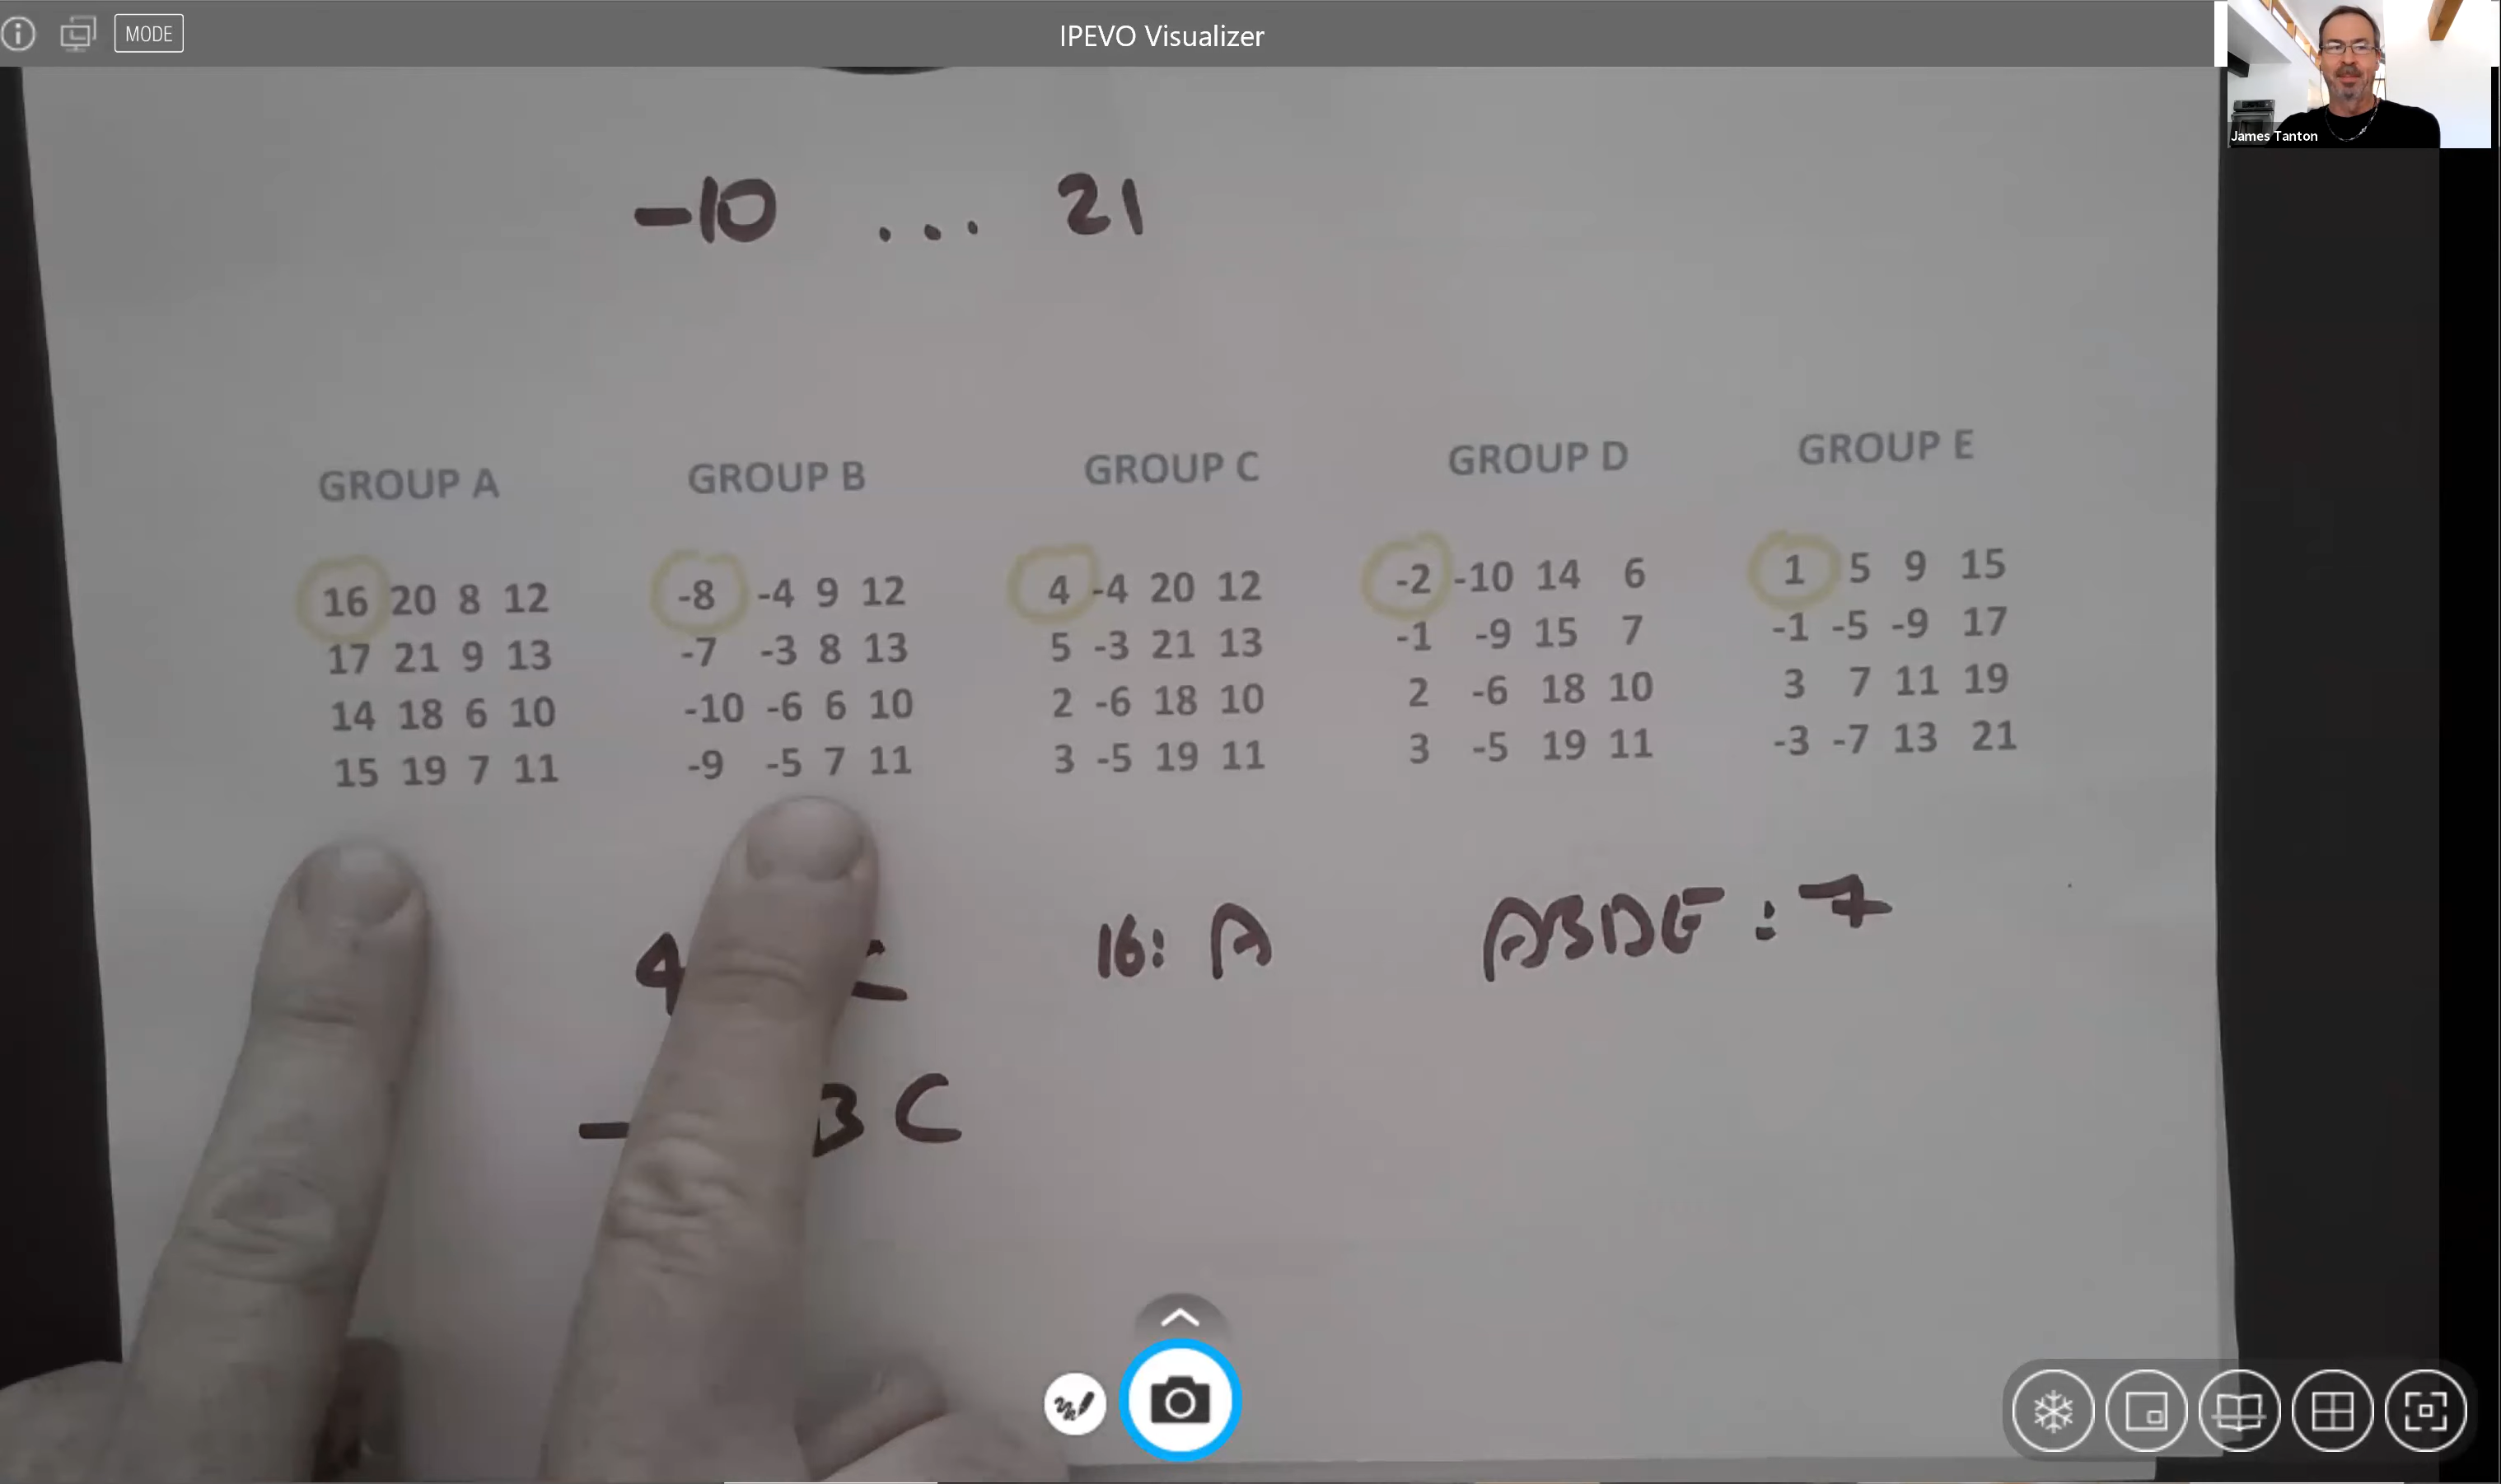 MODE
IPEVO Visualizer
James Tanton
-10 ... 21
GROUP A GROUP B GROUP C GROUP D GROUP E
16 20 8 12 -8 -4 9 12 4 -4 20 12 -2 -10 14 6 1 5 9 15
17 21 9 13 -7 -3 8 13 5 -3 21 13 -1 -9 15 7 -1 -5 -9 17
14 18 6 10 -10 -6 6 10 2 -6 18 10 2 -6 18 10 3 7 11 19
15 19 7 11 -9 -5 7 11 3 -5 19 11 3 -5 19 11 -3 -7 13 21
4 16: A ABDE : 7
BC